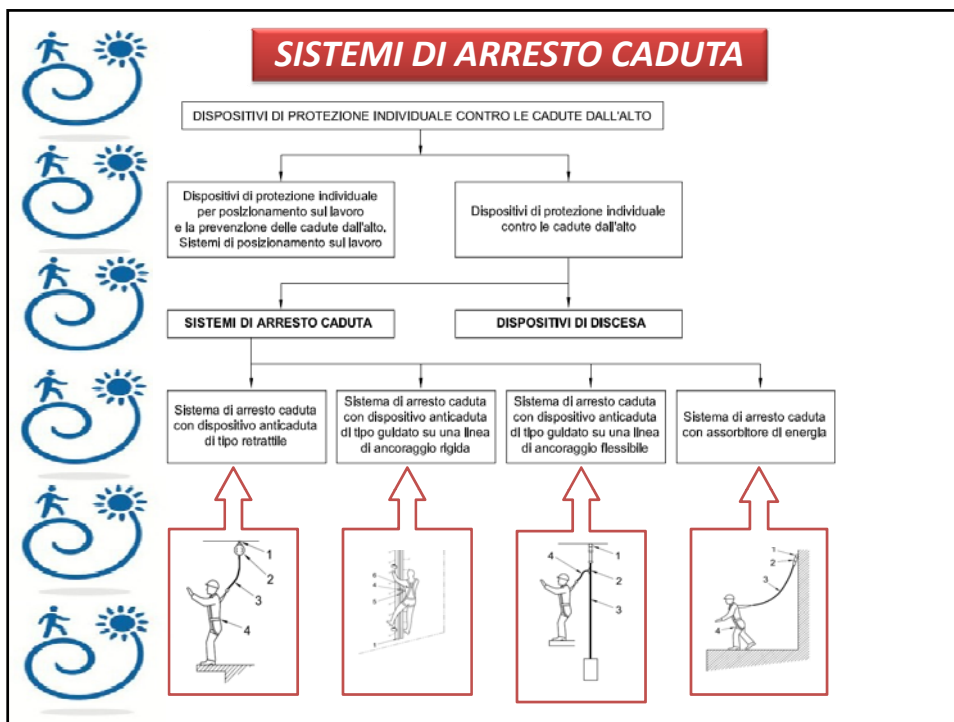 SISTEMI DI ARRESTO CADUTA
DISPOSITIVI DI PROTEZIONE INDIVIDUALE CONTRO LE CADUTE DALL'ALTO
Dispositivi di protezione individuale
per posizionamento sul lavoro
e la prevenzione delle cadute dall'alto.
Sistemi di posizionamento sul lavoro
Dispositivi di protezione individuale
contro le cadute dall'alto
SISTEMI DI ARRESTO CADUTA
DISPOSITIVI DI DISCESA
Sistema di arresto caduta
con dispositivo anticaduta
di tipo retrattile
Sistema di arresto caduta
con dispositivo anticaduta
di tipo guidato su una linea
di ancoraggio rigida
Sistema di arresto caduta
con dispositivo anticaduta
di tipo guidato su una linea
di ancoraggio flessibile
Sistema di arresto caduta
con assorbitore di energia
1
2
3
4
6
4
5
1
1
4
2
3
1
2
3
4